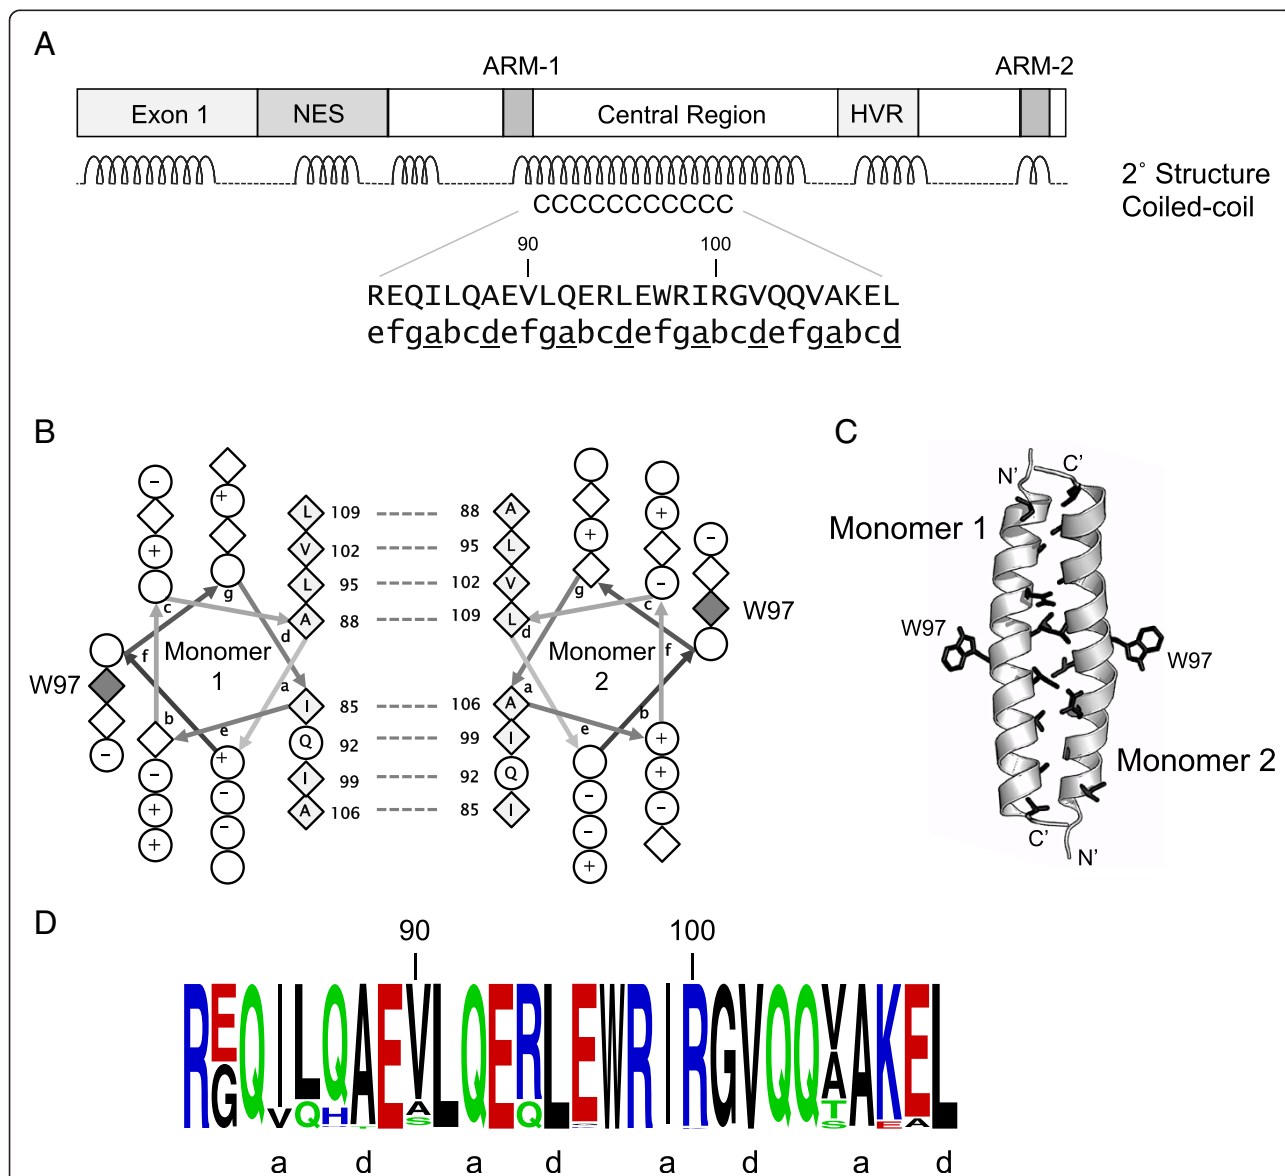 A
ARM-1 ARM-2
Exon 1 NES Central Region HVR
2° Structure
CCCCCCCCCCCC Coiled-coil
90 100
REQILQAEVLQERLEWRIRGVQQVAKEL
efgabcdefgabcdefgabcdefgabcd
B
- + L 109 88 A + -
V 102 95 L
+ L 95 102 V + -
c g A 88 109 L g c W97
d d
f Monomer Monomer f
W97 1 2
a I 85 106 A a
b e e b
- + Q 92 99 I + +
- - I 99 92 Q - -
+ - A 106 85 I -
+ +
C
N' C'
Monomer 1
W97 W97
Monomer 2
C' N'
D
90 100
REQILQAEVLQERLEWRIRGVQQVAKEL
G V Q H A S Q A T S E A
a d a d a d a d